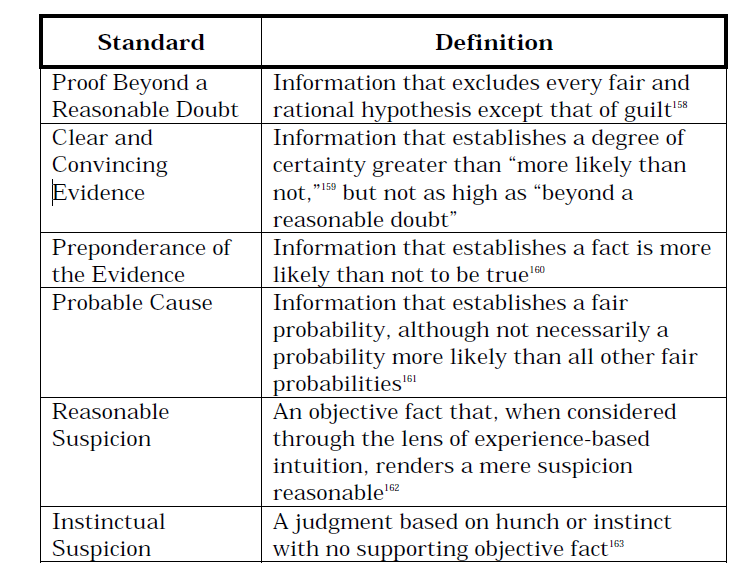 Standard Definition
Proof Beyond a Information that excludes every fair and
Reasonable Doubt rational hypothesis except that of guilt158
Clear and Information that establishes a degree of
Convincing certainty greater than “more likely than
Evidence not,”159 but not as high as “beyond a
reasonable doubt”
Preponderance of Information that establishes a fact is more
the Evidence likely than not to be true160
Probable Cause Information that establishes a fair
probability, although not necessarily a
probability more likely than all other fair
probabilities161
Reasonable An objective fact that, when considered
Suspicion through the lens of experience-based
intuition, renders a mere suspicion
reasonable162
Instinctual A judgment based on hunch or instinct
Suspicion with no supporting objective fact163